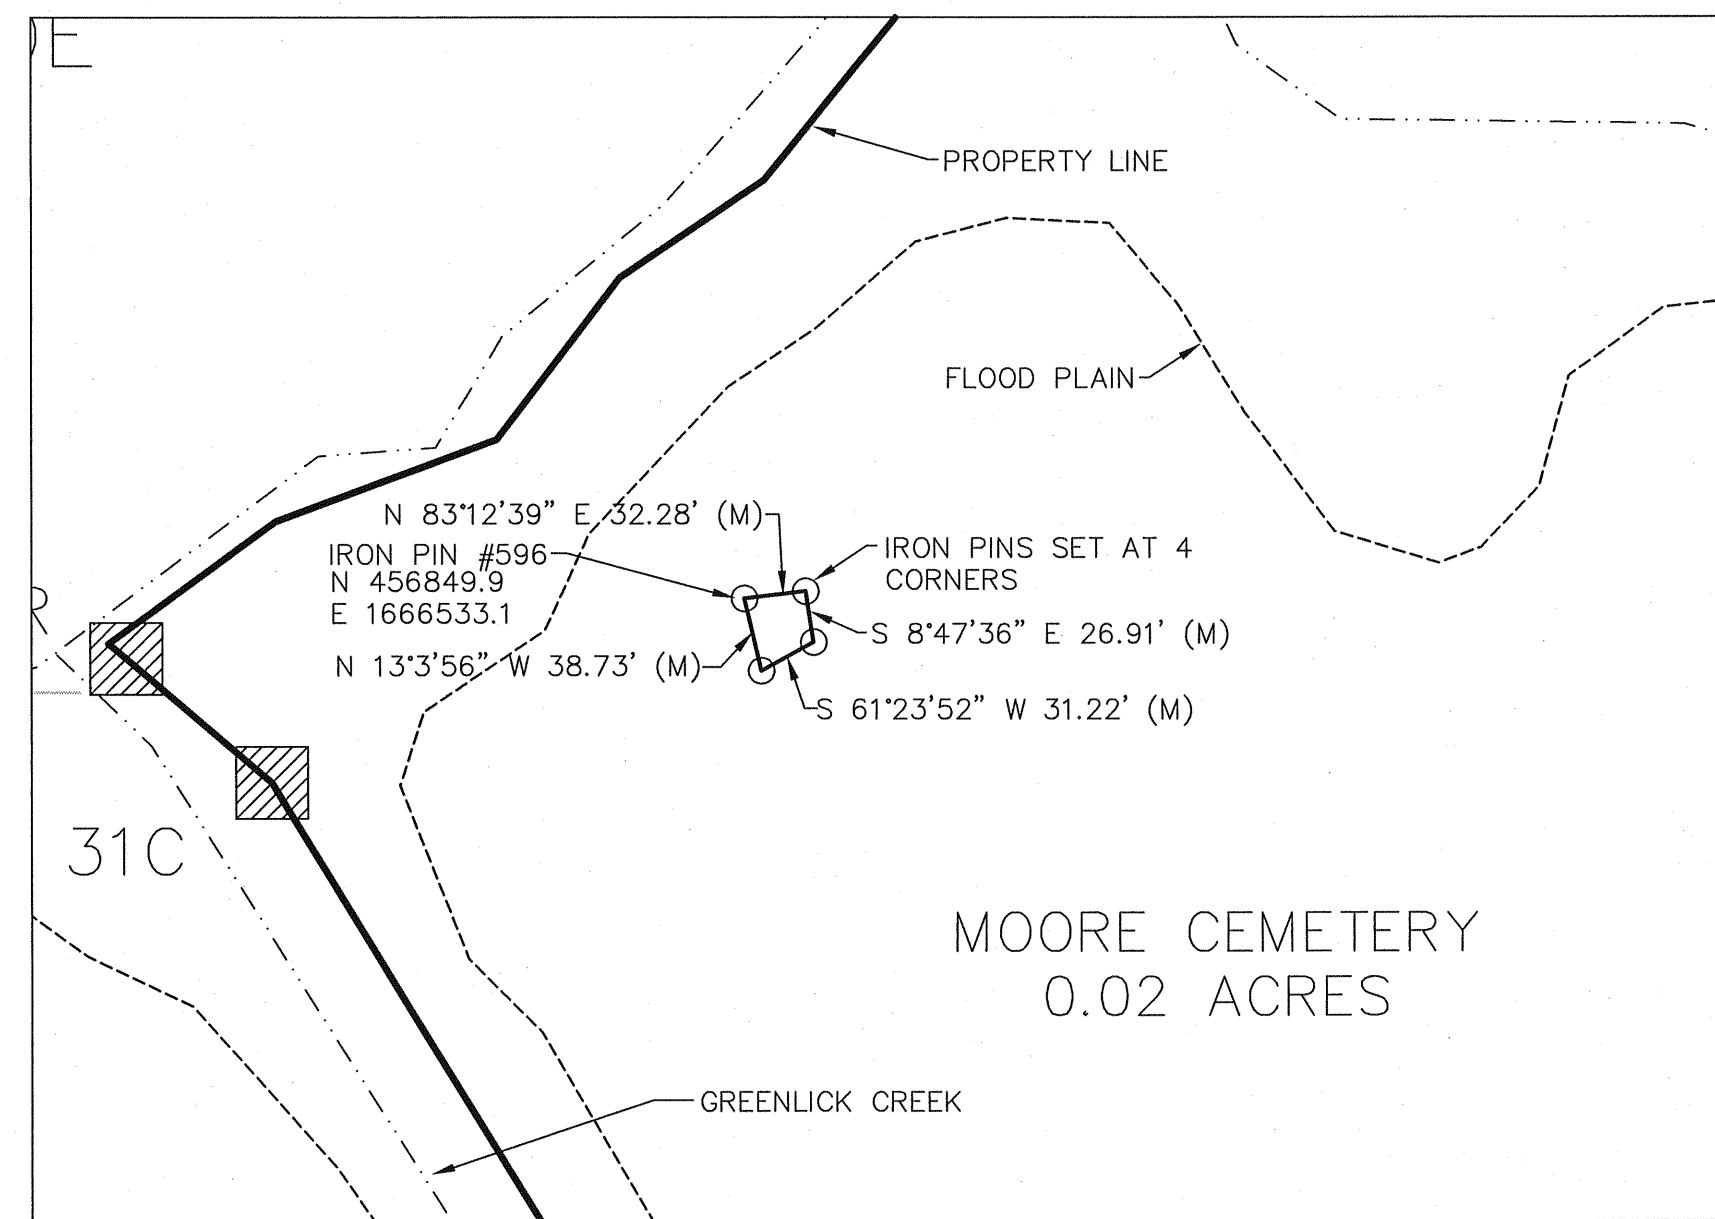 PROPERTY LINE
FLOOD PLAIN
N 83°12'39" E 32.28' (M)
IRON PIN #596
N 456849.9
E 1666533.1
IRON PINS SET AT 4
CORNERS
S 8°47'36" E 26.91' (M)
N 13°3'56" W 38.73' (M)
S 61°23'52" W 31.22' (M)
31C
MOORE CEMETERY
0.02 ACRES
GREENLICK CREEK